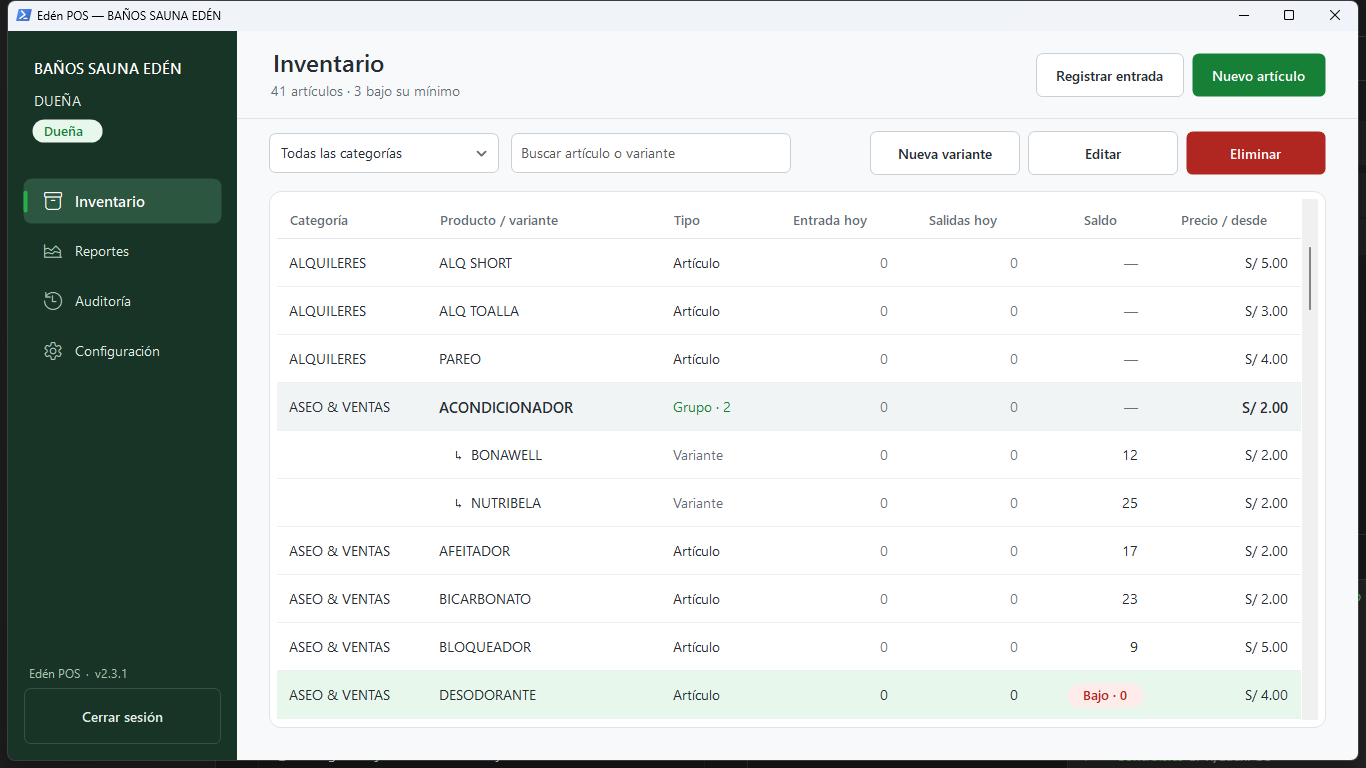 Edén POS — BAÑOS SAUNA EDÉN
BAÑOS SAUNA EDÉN
DUEÑA
Dueña
Inventario
Reportes
Auditoría
Configuración
Edén POS · v2.3.1
Cerrar sesión
Inventario
41 artículos · 3 bajo su mínimo
Registrar entrada
Nuevo artículo
Todas las categorías
Buscar artículo o variante
Nueva variante
Editar
Eliminar
Categoría Producto / variante Tipo Entrada hoy Salidas hoy Saldo Precio / desde
ALQUILERES ALQ SHORT Artículo 0 0 — S/ 5.00
ALQUILERES ALQ TOALLA Artículo 0 0 — S/ 3.00
ALQUILERES PAREO Artículo 0 0 — S/ 4.00
ASEO & VENTAS ACONDICIONADOR Grupo · 2 0 0 — S/ 2.00
↳ BONAWELL Variante 0 0 12 S/ 2.00
↳ NUTRIBELA Variante 0 0 25 S/ 2.00
ASEO & VENTAS AFEITADOR Artículo 0 0 17 S/ 2.00
ASEO & VENTAS BICARBONATO Artículo 0 0 23 S/ 2.00
ASEO & VENTAS BLOQUEADOR Artículo 0 0 9 S/ 5.00
ASEO & VENTAS DESODORANTE Artículo 0 0 Bajo · 0 S/ 4.00